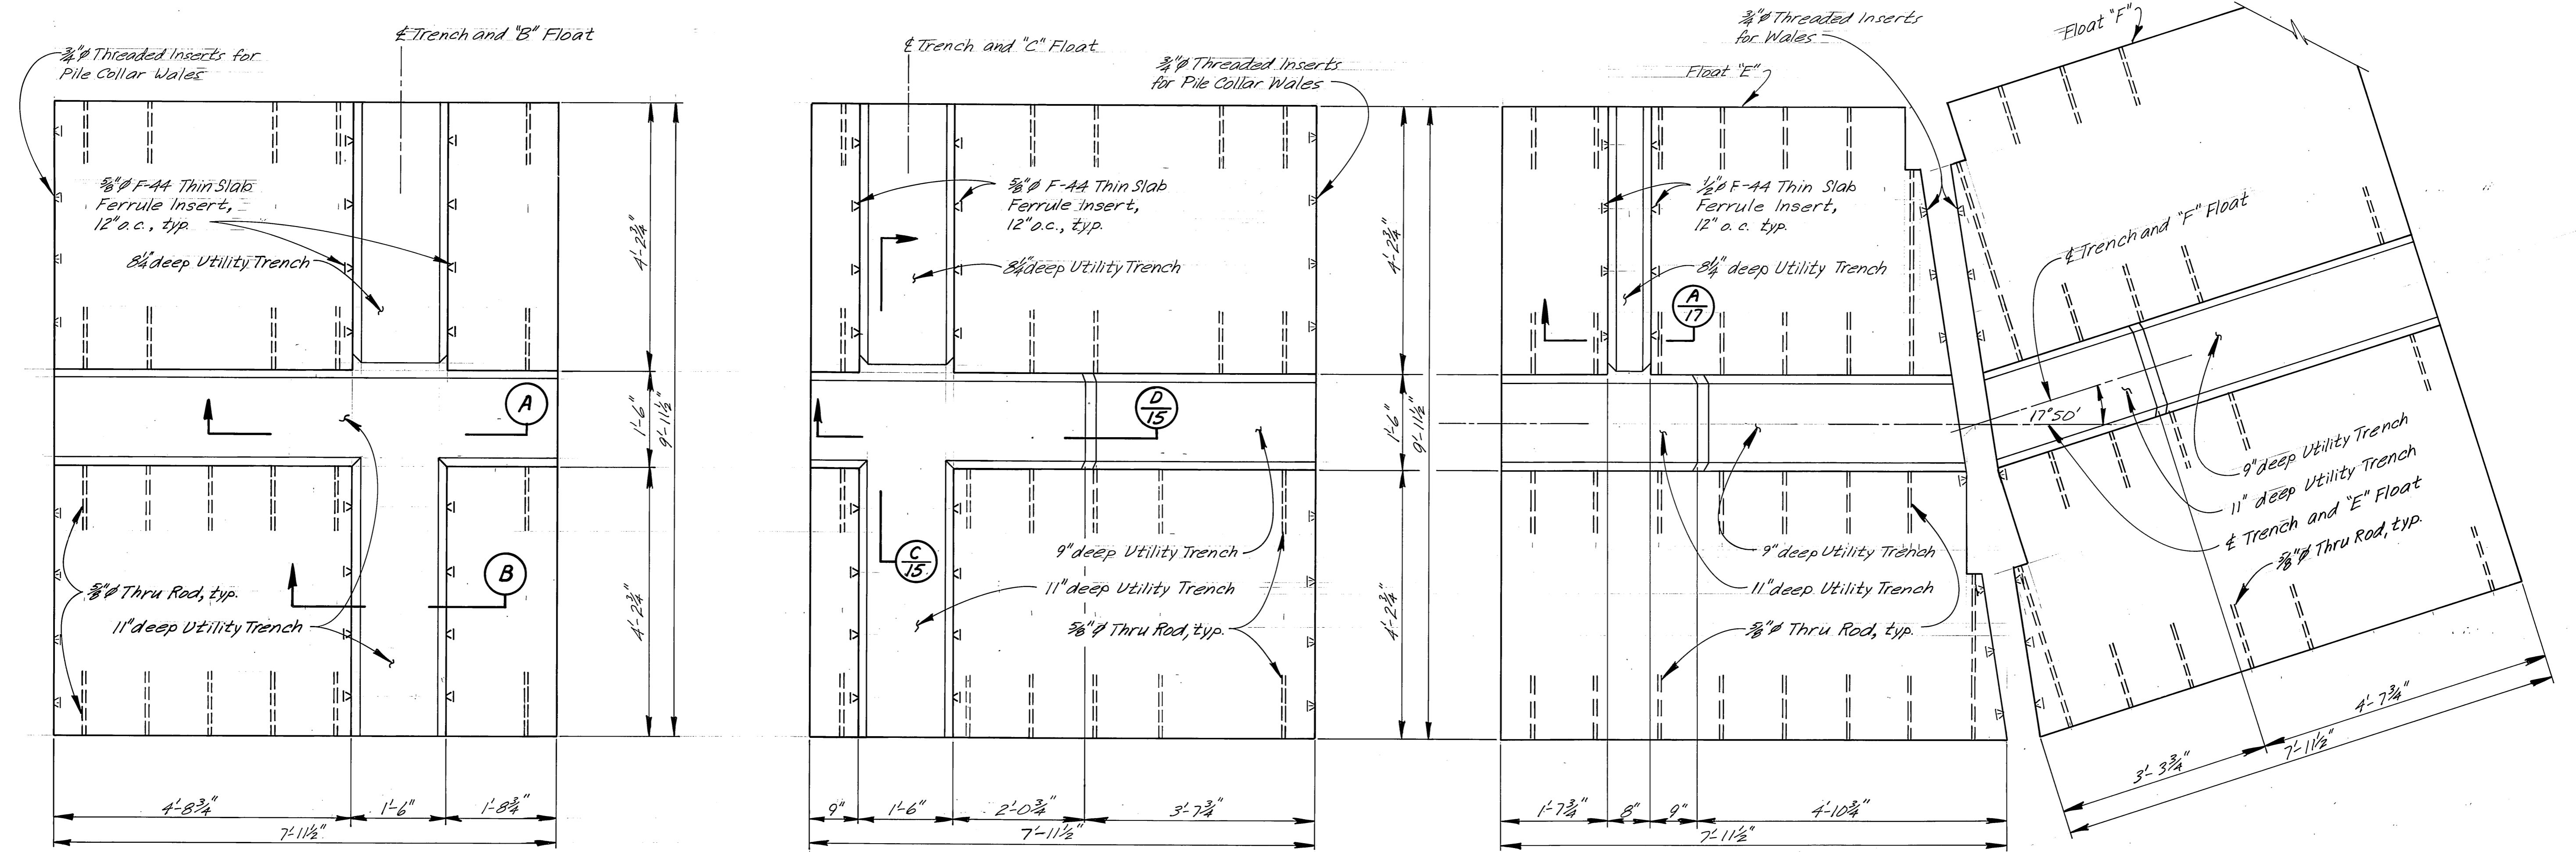 ¾"ø Threaded Inserts for
Pile Collar Wales
℄ Trench and "B" Float
⅝"ø F-44 Thin Slab
Ferrule Insert,
12" o.c., typ.
8¼" deep Utility Trench
A
B
⅝"ø Thru Rod, typ.
11" deep Utility Trench
4'-2¾"
1'-6"
9'-11½"
4'-2¾"
4'-8¾"
1'-6"
1'-8¾"
7'-11½"
℄ Trench and "C" Float
¾"ø Threaded Inserts
for Pile Collar Wales
⅝"ø F-44 Thin Slab
Ferrule Insert,
12" o.c., typ.
8¼" deep Utility Trench
D
15
C
15
9" deep Utility Trench
11" deep Utility Trench
⅝"ø Thru Rod, typ.
4'-2¾"
1'-6"
9'-11½"
4'-2¾"
9"
1'-6"
2'-0¾"
3'-7¾"
7'-11½"
¾"ø Threaded Inserts
for Wales
Float "E"
½"ø F-44 Thin Slab
Ferrule Insert,
12" o.c. typ.
8¼" deep Utility Trench
A
17
9" deep Utility Trench
11" deep Utility Trench
⅝"ø Thru Rod, typ.
1'-7¾"
8"
9"
4'-10¾"
7'-11½"
Float "F"
℄ Trench and "F" Float
17°50'
9" deep Utility Trench
11" deep Utility Trench
℄ Trench and "E" Float
⅝"ø Thru Rod, typ.
4'-7¾"
3'-3¾"
7'-11½"